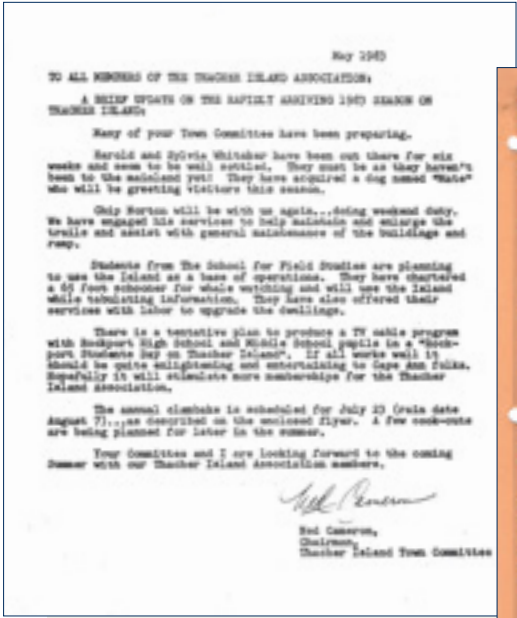 May 1983
TO ALL MEMBERS OF THE THACHER ISLAND ASSOCIATION:
A BRIEF UPDATE ON THE RAPIDLY ARRIVING 1983 SEASON ON
THACHER ISLAND:
Many of your Town Committee have been preparing.
Harold and Sylvia Whitaker have been out there for six
weeks and seem to be well settled. They must be as they haven't
been to the mainland yet! They have acquired a dog named "Mate"
who will be greeting visitors this season.
Chip Norton will be with us again...doing weekend duty.
We have engaged his services to help maintain and enlarge the
trails and assist with general maintenance of the buildings and
ramp.
Students from The School for Field Studies are planning
to use the Island as a base of operations. They have chartered
a 65 foot schooner for whale watching and will use the Island
while tabulating information. They have also offered their
services with labor to upgrade the dwellings.
There is a tentative plan to produce a TV cable program
with Rockport High School and Middle School pupils in a "Rock-
port Students Day on Thacher Island". If all works well it
should be quite enlightening and entertaining to Cape Ann folks.
Hopefully it will stimulate more memberships for the Thacher
Island Association.
The annual clambake is scheduled for July 23 (rain date
August 7)...as described on the enclosed flyer. A few cook-outs
are being planned for later in the summer.
Your Committee and I are looking forward to the coming
Summer with our Thacher Island Association members.
Ned Cameron
Ned Cameron,
Chairman,
Thacher Island Town Committee